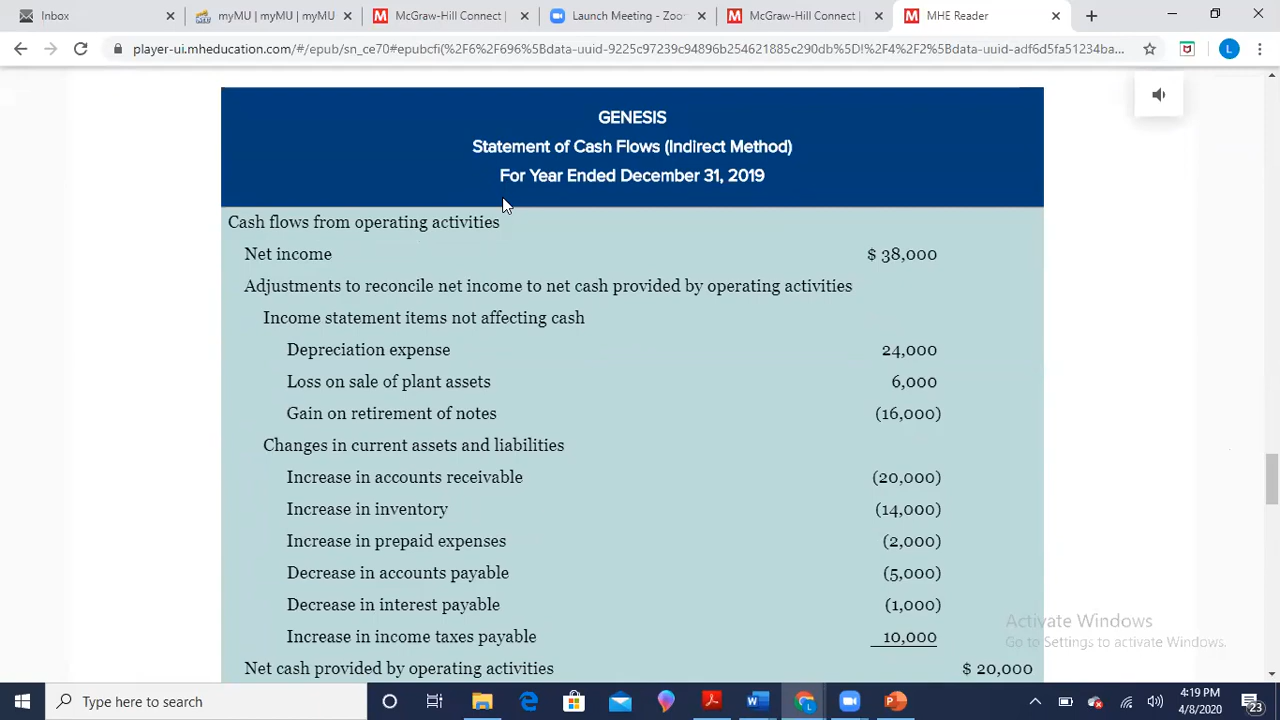 Inbox
myMU | myMU | myMU
McGraw-Hill Connect |
Launch Meeting - Zoo
McGraw-Hill Connect |
MHE Reader
player-ui.mheducation.com/#/epub/sn_ce70#epubcfi(%2F6%2F696%5Bdata-uuid-9225c97239c94896b254621885c290db%5D!%2F4%2F2%5Bdata-uuid-adf6d5fa51234ba...
L
GENESIS
Statement of Cash Flows (Indirect Method)
For Year Ended December 31, 2019
Cash flows from operating activities
Net income $ 38,000
Adjustments to reconcile net income to net cash provided by operating activities
Income statement items not affecting cash
Depreciation expense 24,000
Loss on sale of plant assets 6,000
Gain on retirement of notes (16,000)
Changes in current assets and liabilities
Increase in accounts receivable (20,000)
Increase in inventory (14,000)
Increase in prepaid expenses (2,000)
Decrease in accounts payable (5,000)
Decrease in interest payable (1,000)
Increase in income taxes payable 10,000
Net cash provided by operating activities $ 20,000
Activate Windows
Go to Settings to activate Windows.
Type here to search
4:19 PM
4/8/2020
23